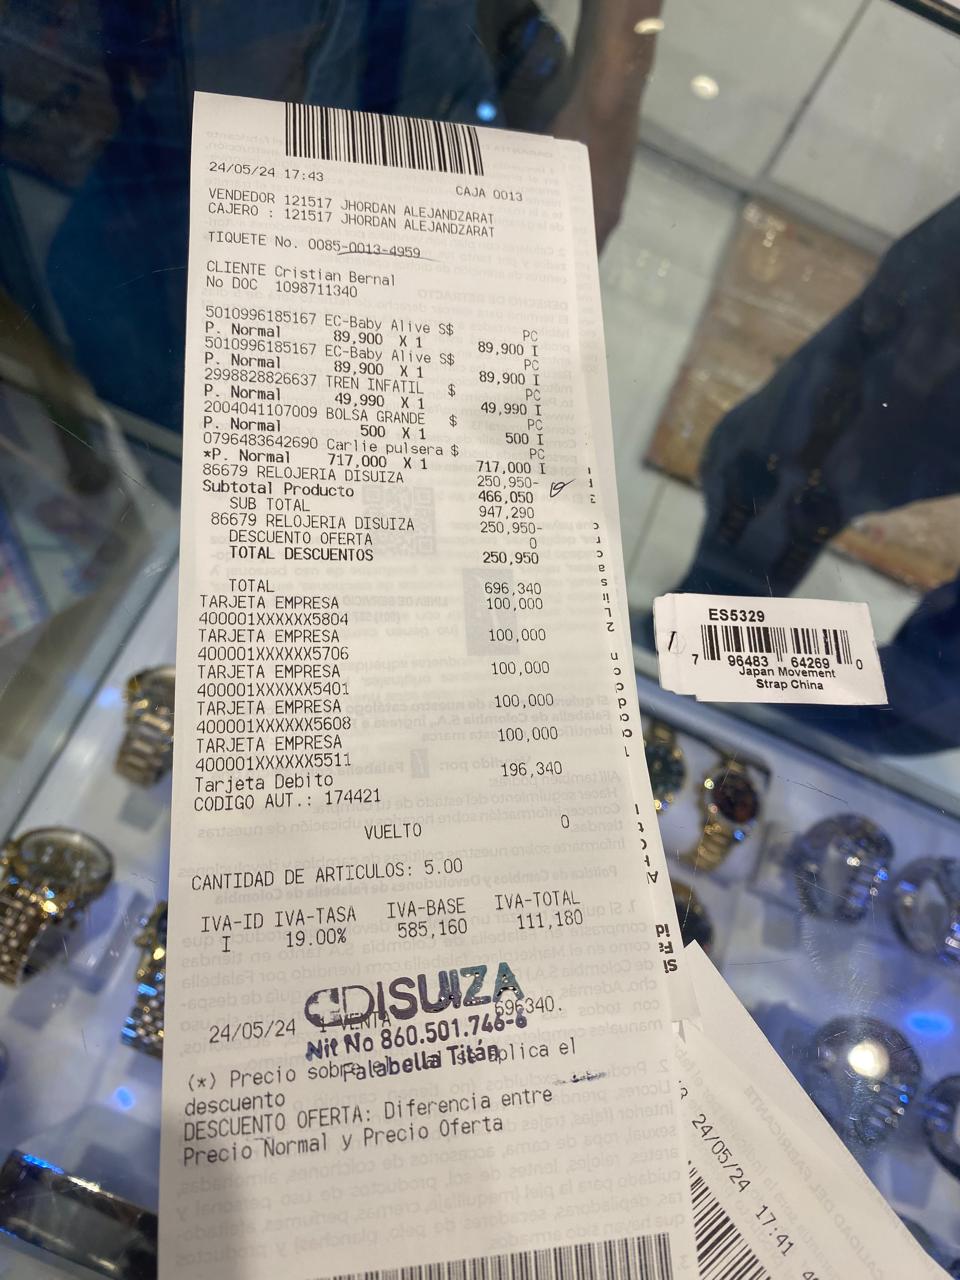 24/05/24 17:43 CAJA 0013
VENDEDOR 121517 JHORDAN ALEJANDZARAT
CAJERO : 121517 JHORDAN ALEJANDZARAT
TIQUETE No. 0085-0013-4959
CLIENTE Cristian Bernal
No DOC 1098711340
5010996185167 EC-Baby Alive S$ PC
P. Normal 89,900 X 1 89,900 I
5010996185167 EC-Baby Alive S$ PC
P. Normal 89,900 X 1 89,900 I
2998828826637 TREN INFATIL $ PC
P. Normal 49,990 X 1 49,990 I
2004041107009 BOLSA GRANDE $ PC
P. Normal 500 X 1 500 I
0796483642690 Carlie pulsera $ PC
*P. Normal 717,000 X 1 717,000 I
86679 RELOJERIA DISUIZA 250,950-
Subtotal Producto 466,050
SUB TOTAL 947,290
86679 RELOJERIA DISUIZA 250,950-
DESCUENTO OFERTA 0
TOTAL DESCUENTOS 250,950
TOTAL 696,340
TARJETA EMPRESA 100,000
400001XXXXXX5804
TARJETA EMPRESA 100,000
400001XXXXXX5706
TARJETA EMPRESA 100,000
400001XXXXXX5401
TARJETA EMPRESA 100,000
400001XXXXXX5608
TARJETA EMPRESA 100,000
400001XXXXXX5511
Tarjeta Debito 196,340
CODIGO AUT.: 174421
VUELTO 0
CANTIDAD DE ARTICULOS: 5.00
IVA-ID IVA-TASA IVA-BASE IVA-TOTAL
I 19.00% 585,160 111,180
DISUIZA
24/05/24 1 VENTA 696340.
Nit No 860.501.746-6
Falabella Titán
(*) Precio sobre el se aplica el
descuento
DESCUENTO OFERTA: Diferencia entre
Precio Normal y Precio Oferta
ES5329
7 96483 64269 0
Japan Movement
Strap China
24/05/24 17:41